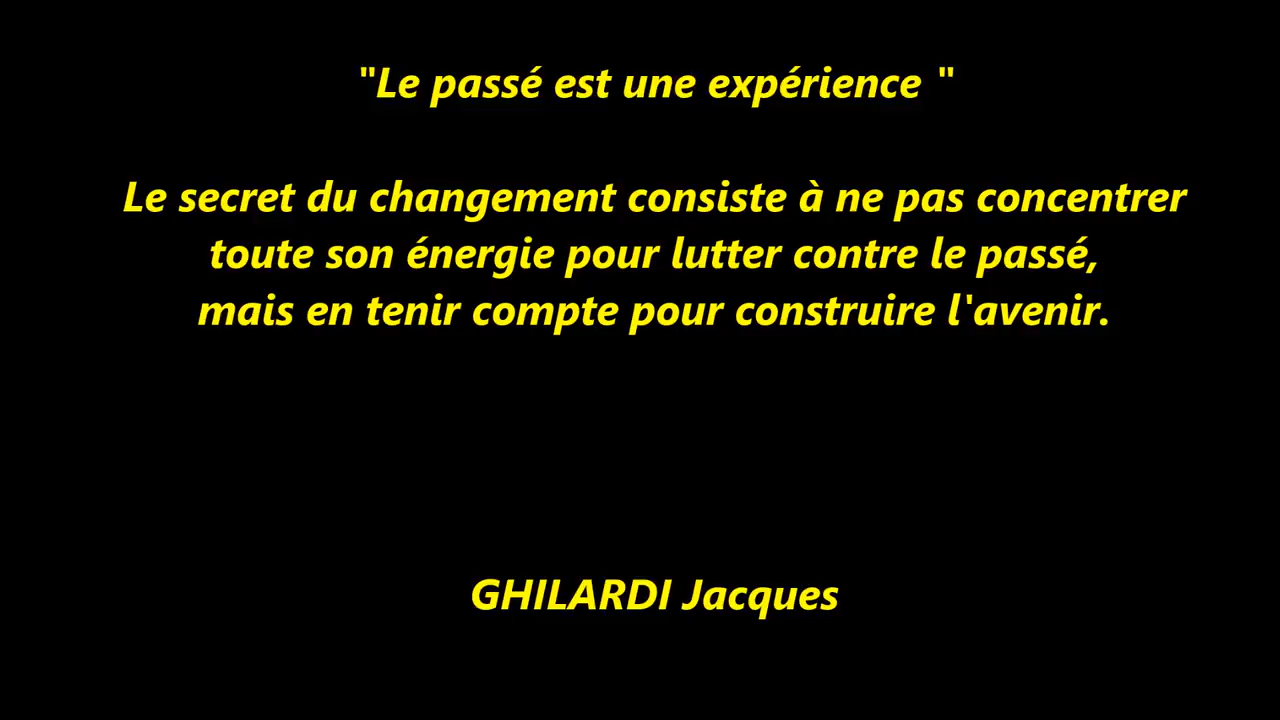 "Le passé est une expérience "
Le secret du changement consiste à ne pas concentrer
toute son énergie pour lutter contre le passé,
mais en tenir compte pour construire l'avenir.
GHILARDI Jacques